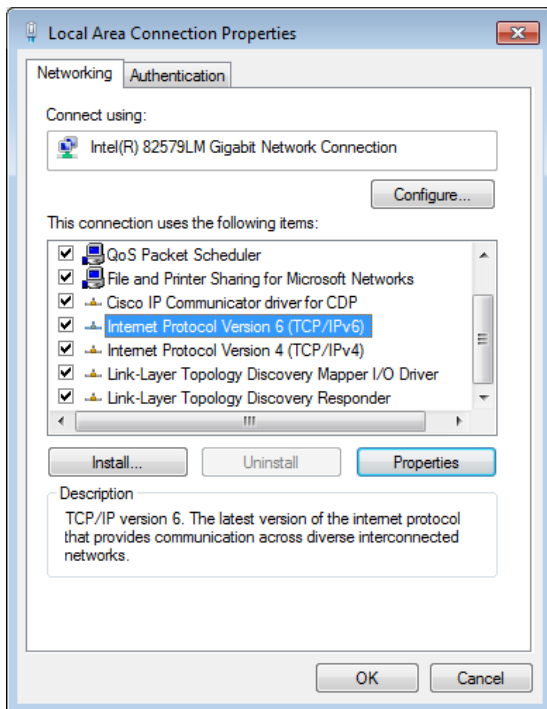 Local Area Connection Properties
Networking
Authentication
Connect using:
Intel(R) 82579LM Gigabit Network Connection
Configure...
This connection uses the following items:
QoS Packet Scheduler
File and Printer Sharing for Microsoft Networks
Cisco IP Communicator driver for CDP
Internet Protocol Version 6 (TCP/IPv6)
Internet Protocol Version 4 (TCP/IPv4)
Link-Layer Topology Discovery Mapper I/O Driver
Link-Layer Topology Discovery Responder
Install...
Uninstall
Properties
Description
TCP/IP version 6. The latest version of the internet protocol
that provides communication across diverse interconnected
networks.
OK
Cancel